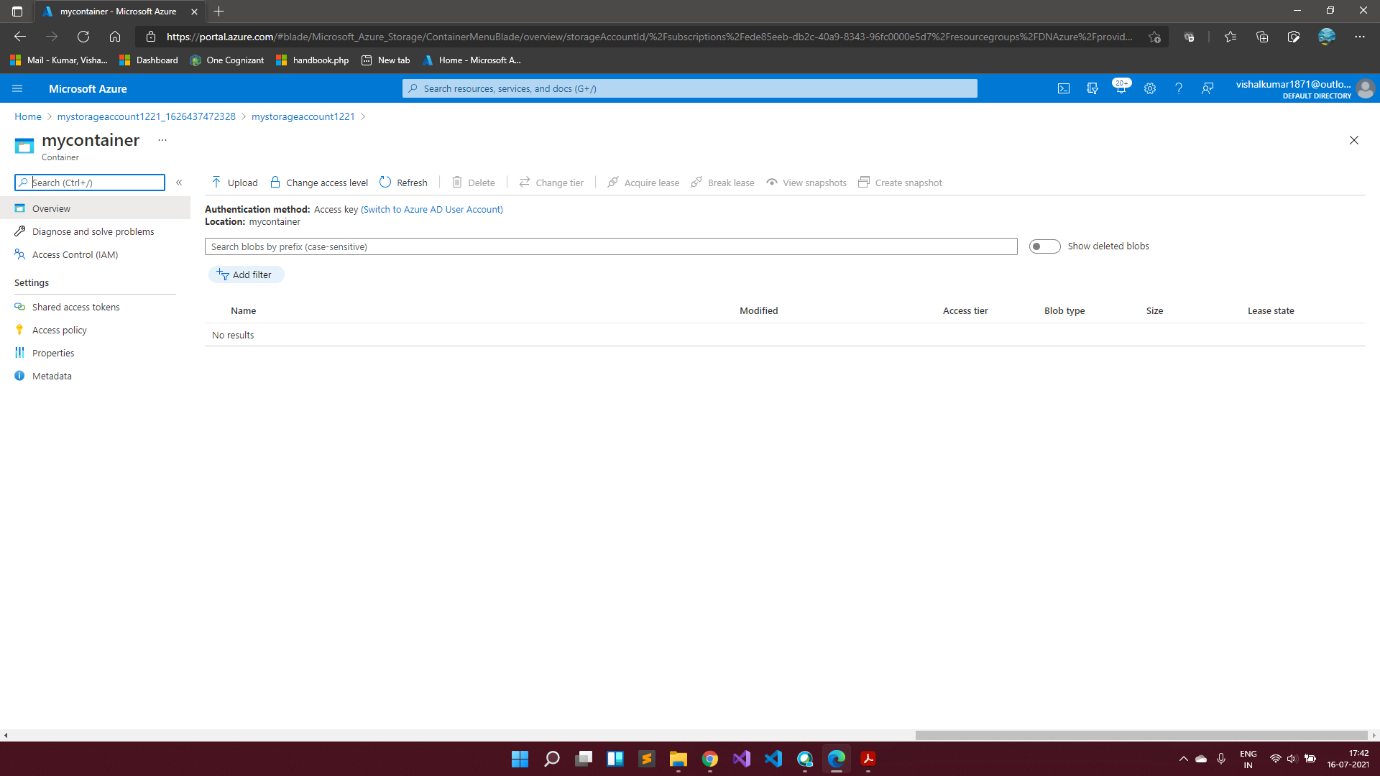 mycontainer - Microsoft Azure
https://portal.azure.com/#blade/Microsoft_Azure_Storage/ContainerMenuBlade/overview/storageAccountId/%2Fsubscriptions%2Fede85eeb-db2c-40a9-8343-96fc0000e5d7%2Fresourcegroups%2FDNAzure%2Fprovid...
Mail - Kumar, Visha... Dashboard One Cognizant handbook.php New tab Home - Microsoft A...
Microsoft Azure
Search resources, services, and docs (G+/)
20+
vishalkumar1871@outlo...
DEFAULT DIRECTORY
Home > mystorageaccount1221_1626437472328 > mystorageaccount1221 >
mycontainer ...
Container
Search (Ctrl+/) «
Upload Change access level Refresh Delete Change tier Acquire lease Break lease View snapshots Create snapshot
Overview
Diagnose and solve problems
Access Control (IAM)
Settings
Shared access tokens
Access policy
Properties
Metadata
Authentication method: Access key (Switch to Azure AD User Account)
Location: mycontainer
Search blobs by prefix (case-sensitive)
Show deleted blobs
Add filter
Name Modified Access tier Blob type Size Lease state
No results
ENG
IN
17:42
16-07-2021